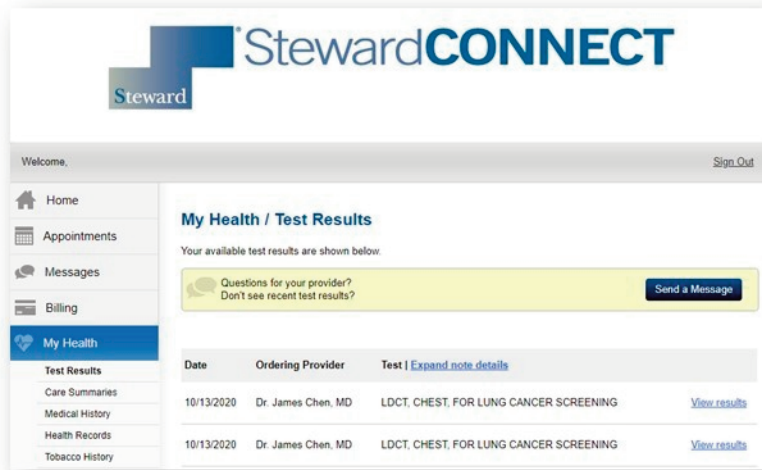 StewardCONNECT
Steward
Welcome,
Sign Out
Home
Appointments
Messages
Billing
My Health
Test Results
Care Summaries
Medical History
Health Records
Tobacco History
My Health / Test Results
Your available test results are shown below.
Questions for your provider?
Don't see recent test results?
Send a Message
Date Ordering Provider Test | Expand note details
10/13/2020 Dr. James Chen, MD LDCT, CHEST, FOR LUNG CANCER SCREENING View results
10/13/2020 Dr. James Chen, MD LDCT, CHEST, FOR LUNG CANCER SCREENING View results